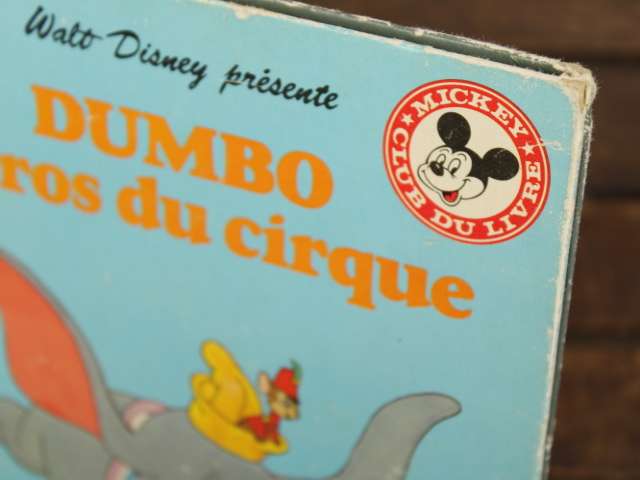 Walt Disney présente
DUMBO
ros du cirque
MICKEY
CLUB DU LIVRE